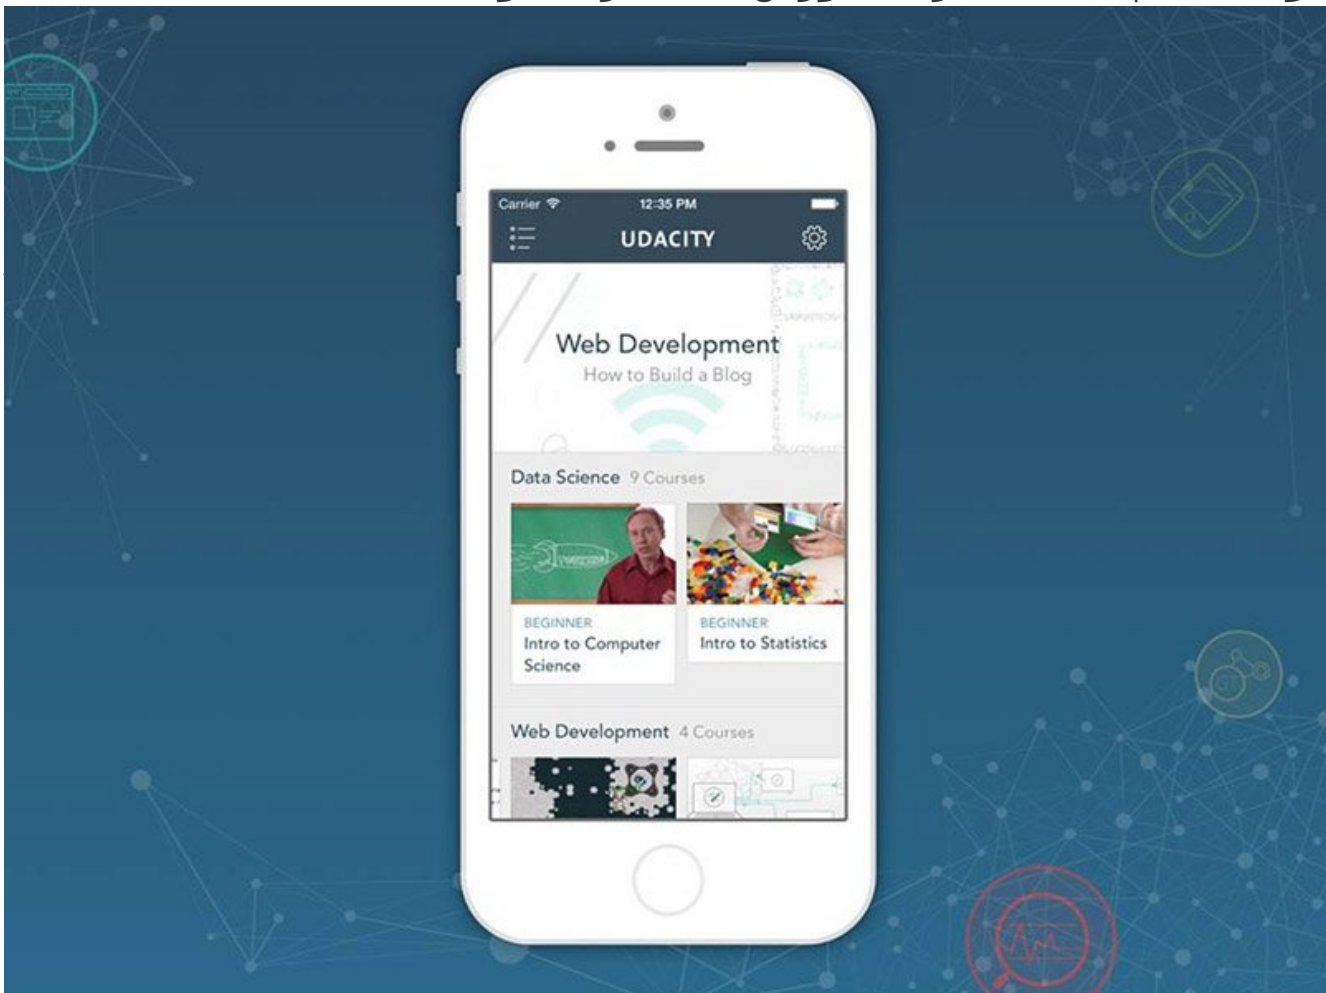 Carrier
12:35 PM
UDACITY
Web Development
How to Build a Blog
Data Science 9 Courses
BEGINNER
Intro to Computer
Science
BEGINNER
Intro to Statistics
Web Development 4 Courses